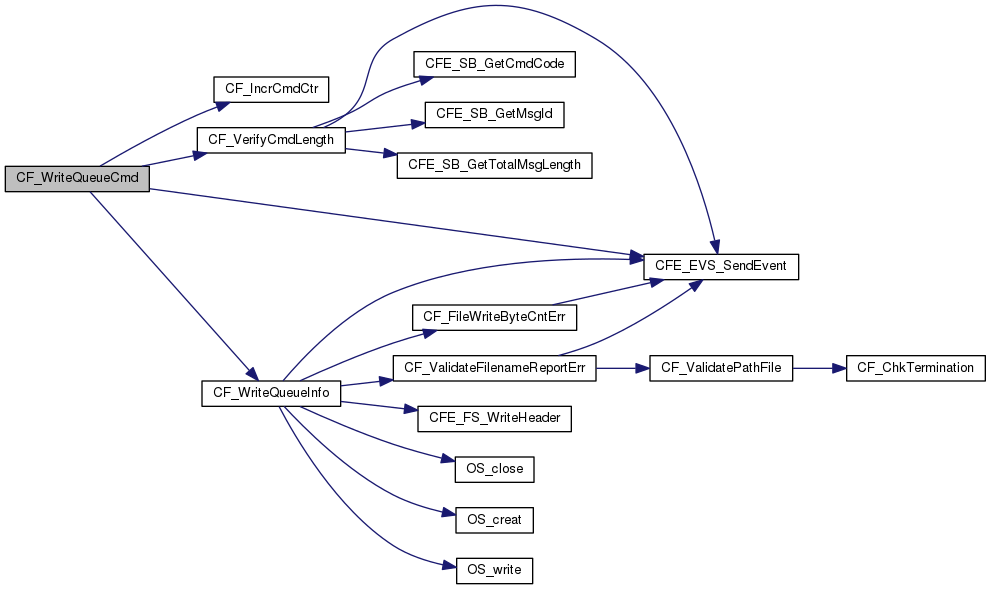 CFE_SB_GetCmdCode
CF_IncrCmdCtr
CFE_SB_GetMsgId
CF_VerifyCmdLength
CFE_SB_GetTotalMsgLength
CF_WriteQueueCmd
CFE_EVS_SendEvent
CF_FileWriteByteCntErr
CF_ValidateFilenameReportErr
CF_ValidatePathFile
CF_ChkTermination
CF_WriteQueueInfo
CFE_FS_WriteHeader
OS_close
OS_creat
OS_write